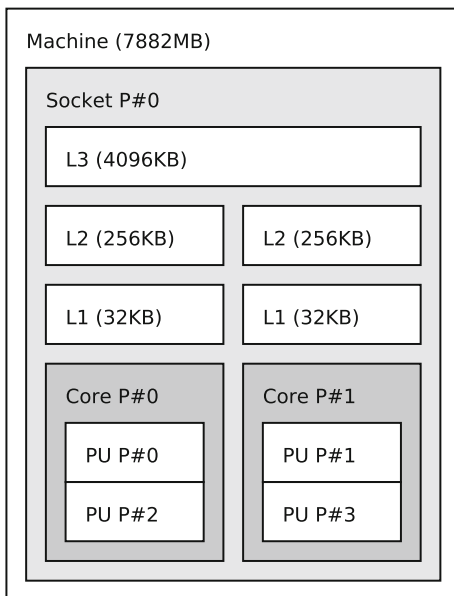 Machine (7882MB)
Socket P#0
L3 (4096KB)
L2 (256KB) L2 (256KB)
L1 (32KB) L1 (32KB)
Core P#0 Core P#1
PU P#0 PU P#1
PU P#2 PU P#3